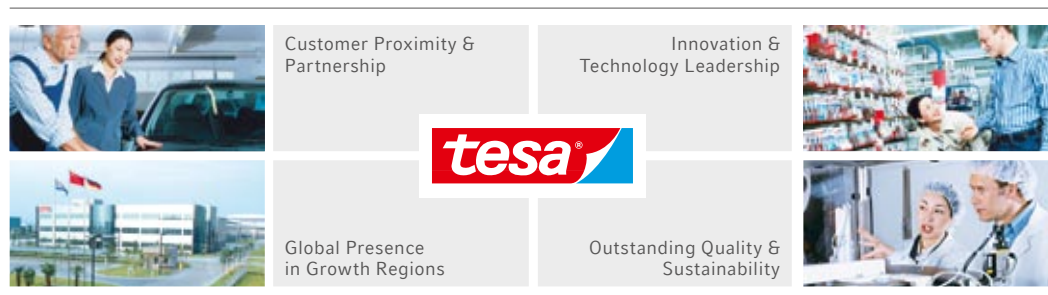 Customer Proximity &
Partnership
Innovation &
Technology Leadership
tesa®
Global Presence
in Growth Regions
Outstanding Quality &
Sustainability